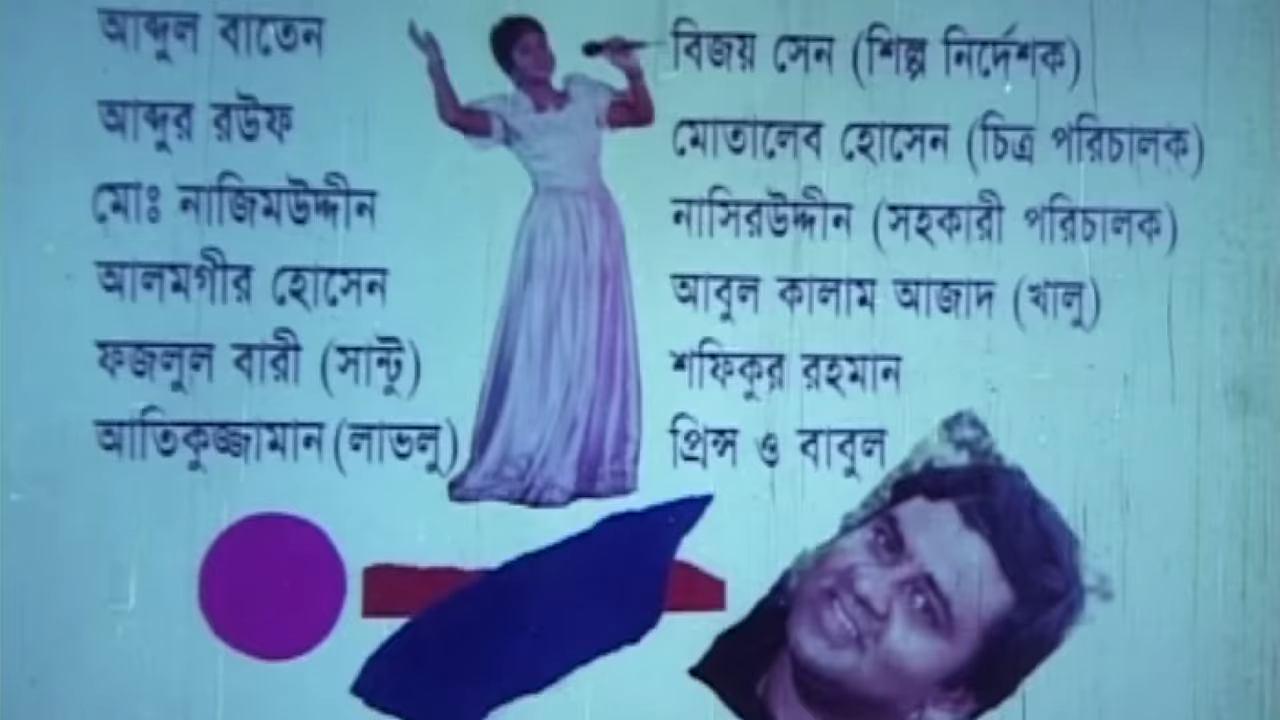 আব্দুল বাতেন
আব্দুর রউফ
মোঃ নাজিমউদ্দীন
আলমগীর হোসেন
ফজলুল বারী (সান্টু)
আতিকুজ্জামান (লাভলু)
বিজয় সেন (শিল্প নির্দেশক)
মোতালেব হোসেন (চিত্র পরিচালক)
নাসিরউদ্দীন (সহকারী পরিচালক)
আবুল কালাম আজাদ (খালু)
শফিকুর রহমান
প্রিন্স ও বাবুল